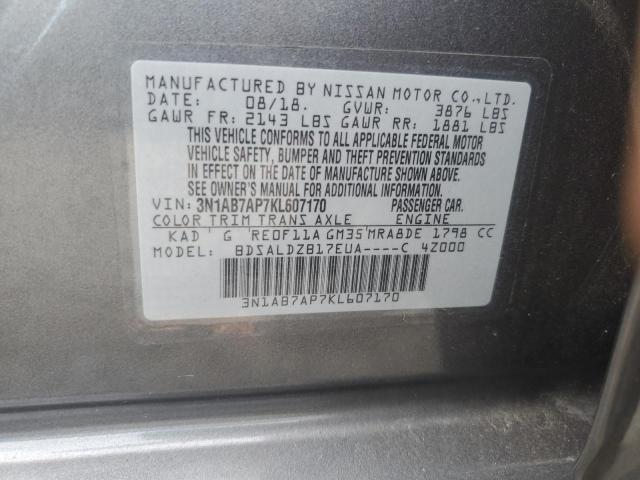 MANUFACTURED BY NISSAN MOTOR CO., LTD.
DATE: 08/18. GVWR: 3876 LBS
GAWR FR: 2143 LBS GAWR RR: 1881 LBS
THIS VEHICLE CONFORMS TO ALL APPLICABLE FEDERAL MOTOR
VEHICLE SAFETY, BUMPER AND THEFT PREVENTION STANDARDS
IN EFFECT ON THE DATE OF MANUFACTURE SHOWN ABOVE.
SEE OWNER'S MANUAL FOR ADDITIONAL INFORMATION.
VIN: 3N1AB7AP7KL607170 PASSENGER CAR.
COLOR TRIM TRANS AXLE ENGINE
KAD G RE0F11A GM35 MRA8DE 1798 CC
MODEL: BDSALDZB17EUA----C 4Z000
3N1AB7AP7KL607170